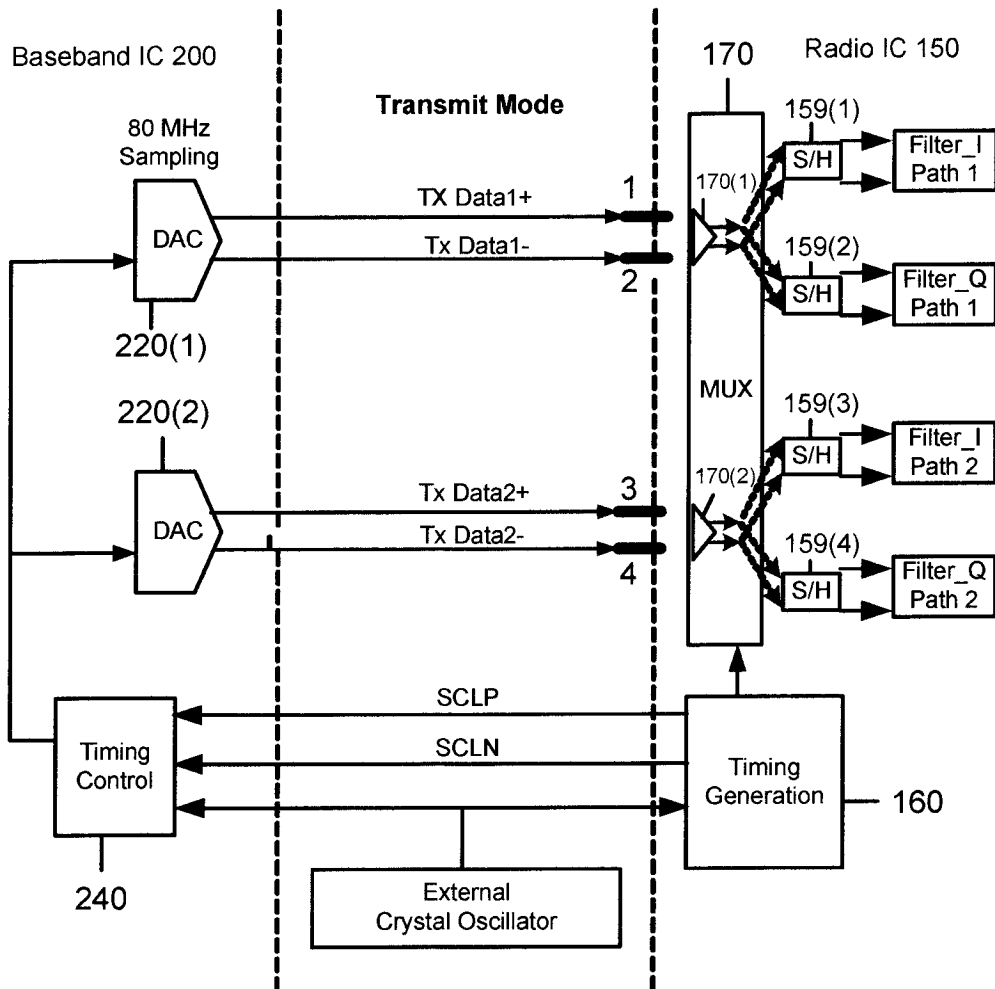 Baseband IC 200
170
Radio IC 150
Transmit Mode
80 MHz
Sampling
159(1)
S/H
Filter_I
Path 1
DAC
TX Data1+
1
170(1)
Tx Data1-
2
159(2)
S/H
Filter_Q
Path 1
220(1)
MUX
220(2)
159(3)
S/H
Filter_I
Path 2
DAC
Tx Data2+
3
170(2)
Tx Data2-
4
159(4)
S/H
Filter_Q
Path 2
SCLP
SCLN
Timing
Control
Timing
Generation
160
240
External
Crystal Oscillator